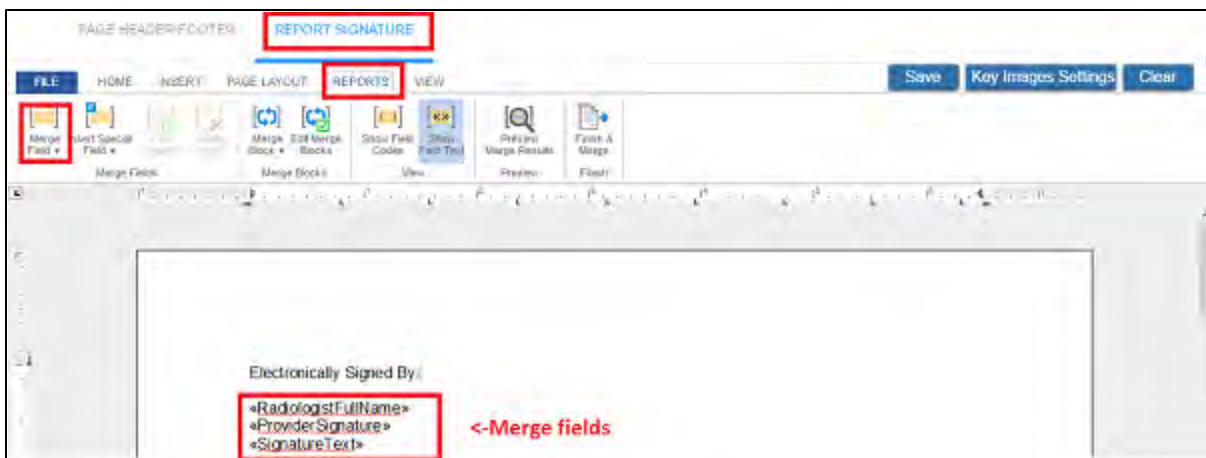 PAGE HEADER/FOOTER REPORT SIGNATURE
FILE HOME INSERT PAGE LAYOUT REPORTS VIEW Save Key Images Settings Clear
Merge Field Insert Special Field Merge Block Edit Merge Blocks Show Field Codes Show Field Text Preview Merge Results Finish & Merge
Merge Fields Merge Blocks View Preview Finish
Electronically Signed By:
«RadiologistFullName»
«ProviderSignature» <-Merge fields
«SignatureText»